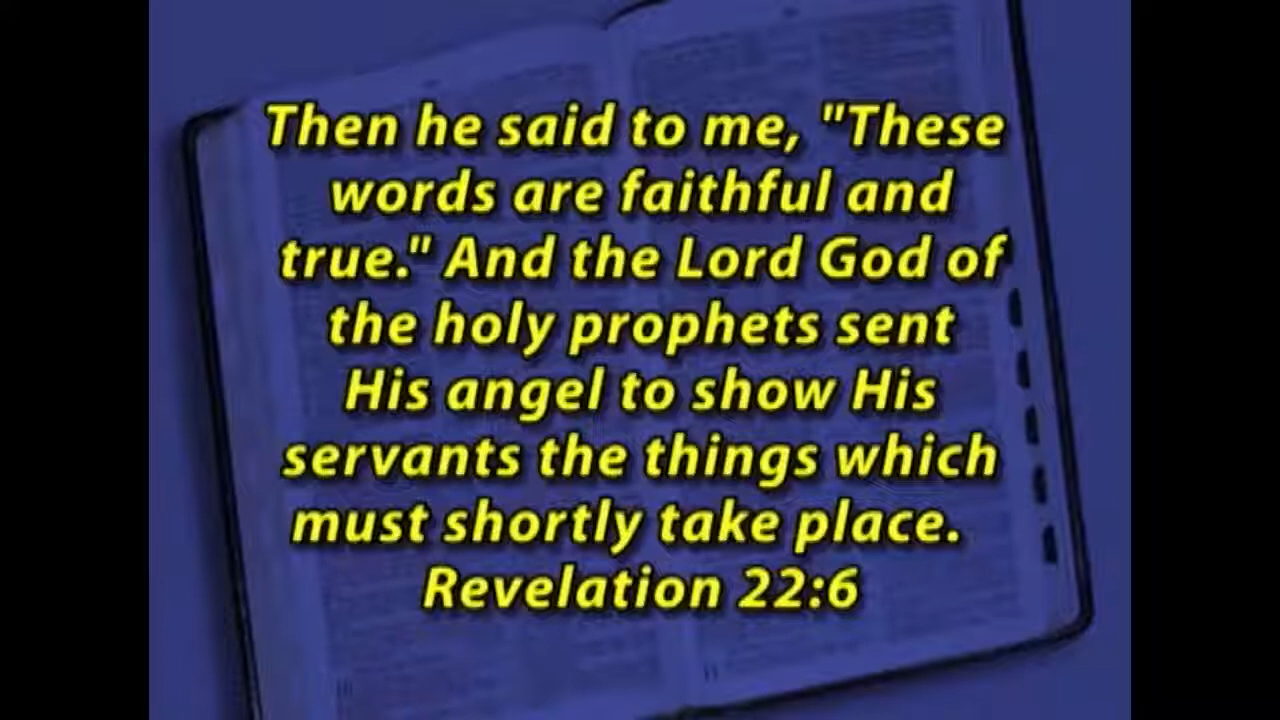 Then he said to me, "These
words are faithful and
true." And the Lord God of
the holy prophets sent
His angel to show His
servants the things which
must shortly take place.
Revelation 22:6